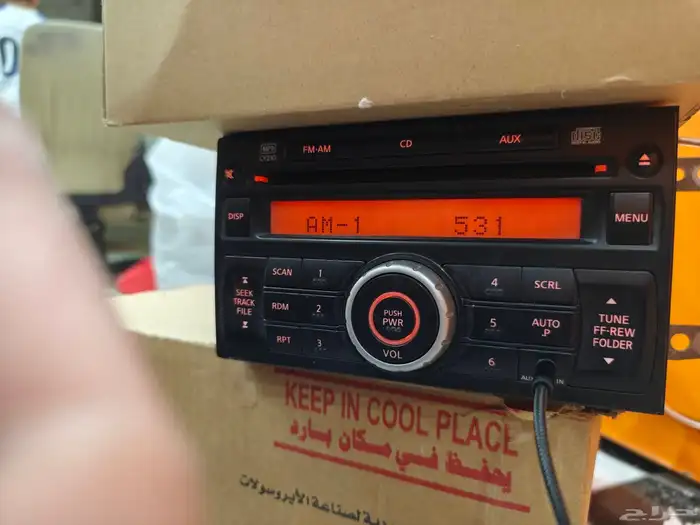 FM·AM CD AUX
DISP AM-1 531 MENU
SCAN 1 4 SCRL
SEEK TRACK FILE
RDM 2 5 AUTO.P
RPT 3 6
PUSH PWR
VOL
TUNE FF·REW FOLDER
KEEP IN COOL PLACE
يحفظ في مكان بارد
لصناعة الأيروسولات
حراج